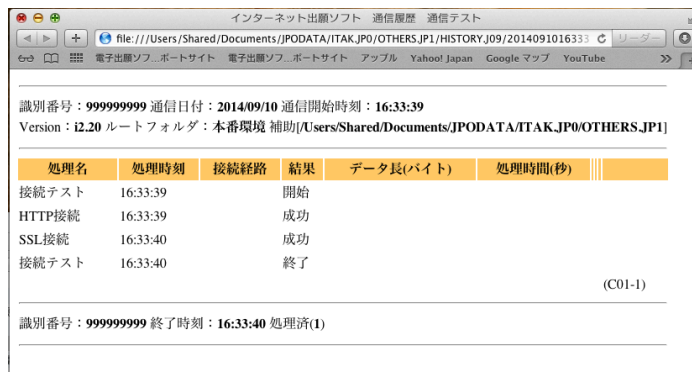 インターネット出願ソフト 通信履歴 通信テスト
file:///Users/Shared/Documents/JPODATA/ITAK.JP0/OTHERS.JP1/HISTORY.J09/2014091016333 リーダー
電子出願ソフ...ポートサイト 電子出願ソフ...ポートサイト アップル Yahoo! Japan Google マップ YouTube
識別番号：999999999 通信日付：2014/09/10 通信開始時刻：16:33:39
Version：i2.20 ルートフォルダ：本番環境 補助[/Users/Shared/Documents/JPODATA/ITAK.JP0/OTHERS.JP1]
処理名 処理時刻 接続経路 結果 データ長(バイト) 処理時間(秒)
接続テスト 16:33:39 開始
HTTP接続 16:33:39 成功
SSL接続 16:33:40 成功
接続テスト 16:33:40 終了
(C01-1)
識別番号：999999999 終了時刻：16:33:40 処理済(1)